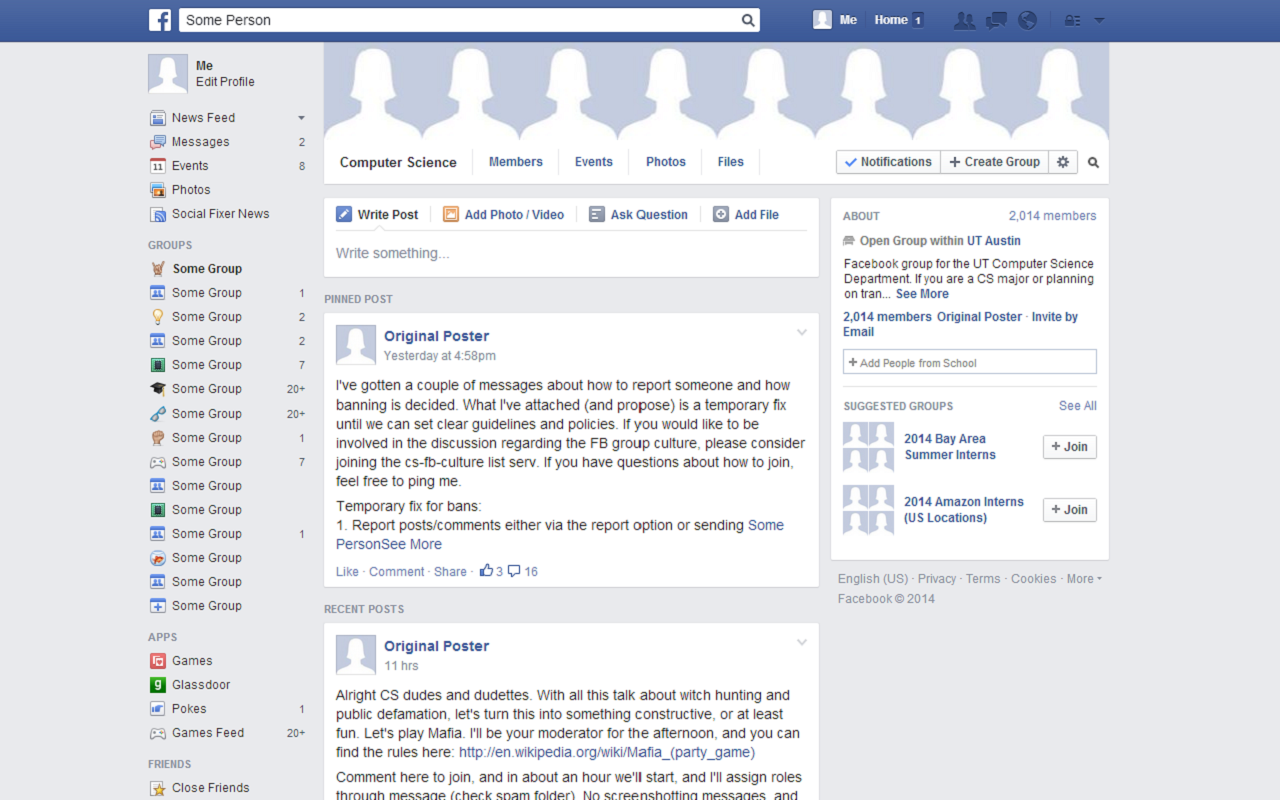 Some Person
Me
Home 1
Me
Edit Profile
News Feed
Messages 2
Events 8
Photos
Social Fixer News
GROUPS
Some Group
Some Group 1
Some Group 2
Some Group 2
Some Group 7
Some Group 20+
Some Group 20+
Some Group 1
Some Group 7
Some Group
Some Group
Some Group 1
Some Group
Some Group
Some Group
APPS
Games
Glassdoor
Pokes 1
Games Feed 20+
FRIENDS
Close Friends
Computer Science Members Events Photos Files
Notifications + Create Group
Write Post Add Photo / Video Ask Question Add File
Write something...
PINNED POST
Original Poster
Yesterday at 4:58pm
I've gotten a couple of messages about how to report someone and how
banning is decided. What I've attached (and propose) is a temporary fix
until we can set clear guidelines and policies. If you would like to be
involved in the discussion regarding the FB group culture, please consider
joining the cs-fb-culture list serv. If you have questions about how to join,
feel free to ping me.
Temporary fix for bans:
1. Report posts/comments either via the report option or sending Some
PersonSee More
Like · Comment · Share · 3 16
RECENT POSTS
Original Poster
11 hrs
Alright CS dudes and dudettes. With all this talk about witch hunting and
public defamation, let's turn this into something constructive, or at least
fun. Let's play Mafia. I'll be your moderator for the afternoon, and you can
find the rules here: http://en.wikipedia.org/wiki/Mafia_(party_game)
Comment here to join, and in about an hour we'll start, and I'll assign roles
through message (check spam folder). No screenshotting messages, and
ABOUT 2,014 members
Open Group within UT Austin
Facebook group for the UT Computer Science
Department. If you are a CS major or planning
on tran... See More
2,014 members Original Poster · Invite by
Email
+ Add People from School
SUGGESTED GROUPS See All
2014 Bay Area
Summer Interns
+ Join
2014 Amazon Interns
(US Locations)
+ Join
English (US) · Privacy · Terms · Cookies · More
Facebook © 2014